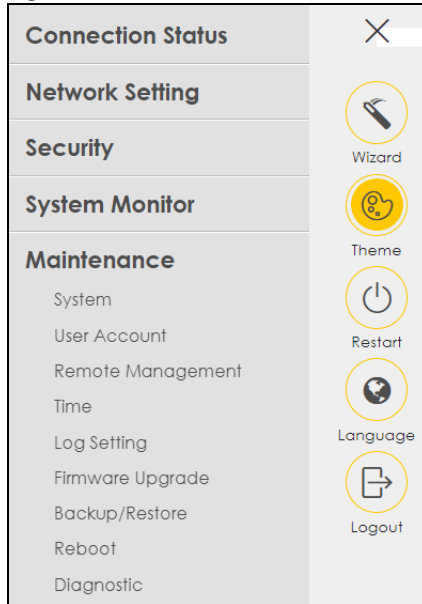 Connection Status
Network Setting
Security
System Monitor
Maintenance
System
User Account
Remote Management
Time
Log Setting
Firmware Upgrade
Backup/Restore
Reboot
Diagnostic
Wizard
Theme
Restart
Language
Logout